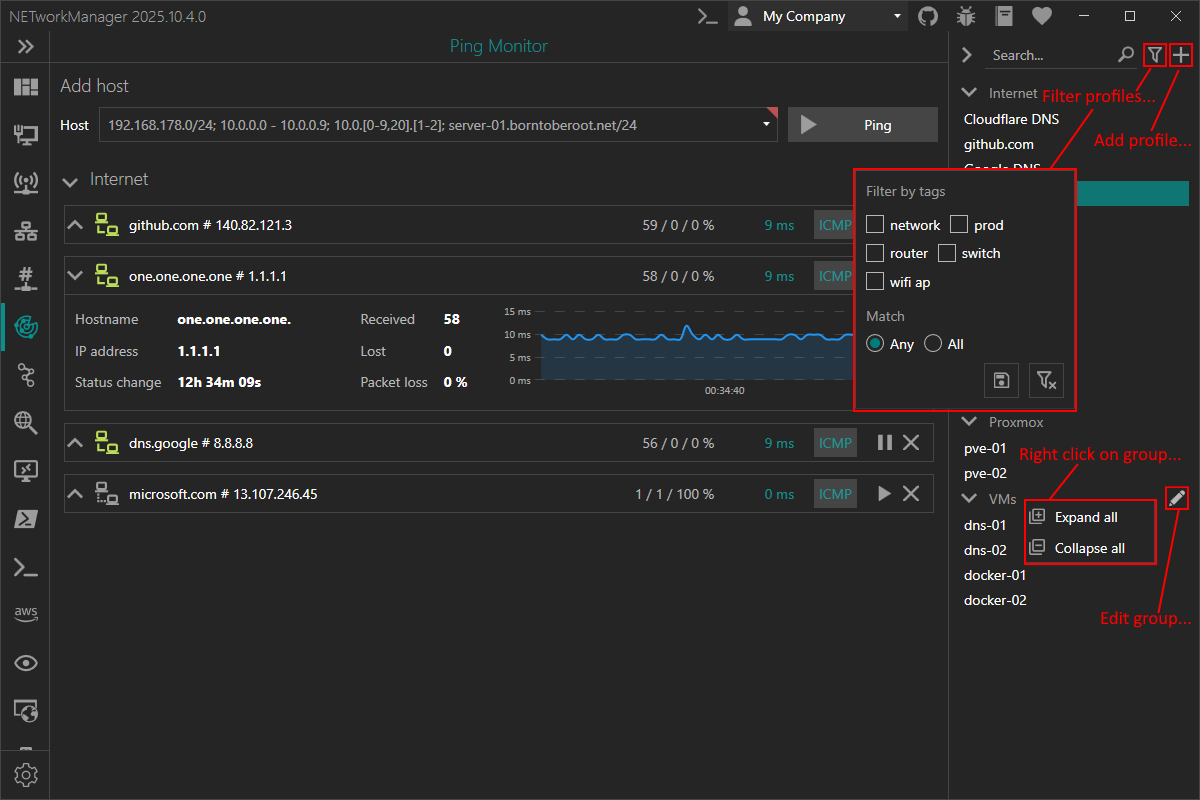 NETworkManager 2025.10.4.0
My Company
Ping Monitor
Add host
Host
192.168.178.0/24; 10.0.0.0 - 10.0.0.9; 10.0.[0-9,20].[1-2]; server-01.borntoberoot.net/24
Ping
Internet
github.com # 140.82.121.3
59 / 0 / 0 %
9 ms
ICMP
one.one.one.one # 1.1.1.1
58 / 0 / 0 %
9 ms
ICMP
Hostname one.one.one.one.
IP address 1.1.1.1
Status change 12h 34m 09s
Received 58
Lost 0
Packet loss 0 %
15 ms
10 ms
5 ms
0 ms
00:34:40
dns.google # 8.8.8.8
56 / 0 / 0 %
9 ms
ICMP
microsoft.com # 13.107.246.45
1 / 1 / 100 %
0 ms
ICMP
aws
Search...
Internet
Filter profiles...
Cloudflare DNS
Add profile...
github.com
Google DNS
Filter by tags
network
prod
router
switch
wifi ap
Match
Any
All
Proxmox
pve-01
Right click on group...
pve-02
VMs
dns-01
Expand all
dns-02
Collapse all
docker-01
docker-02
Edit group...